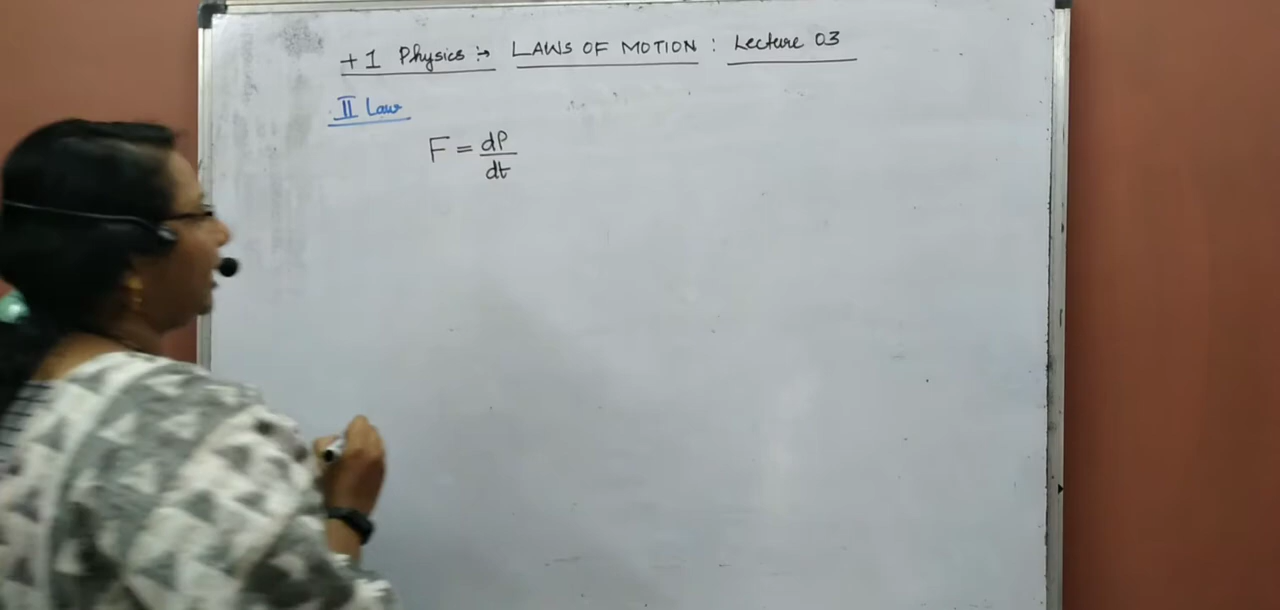 +1 Physics :→ LAWS OF MOTION : Lecture 03
II Law
F = dP/dt